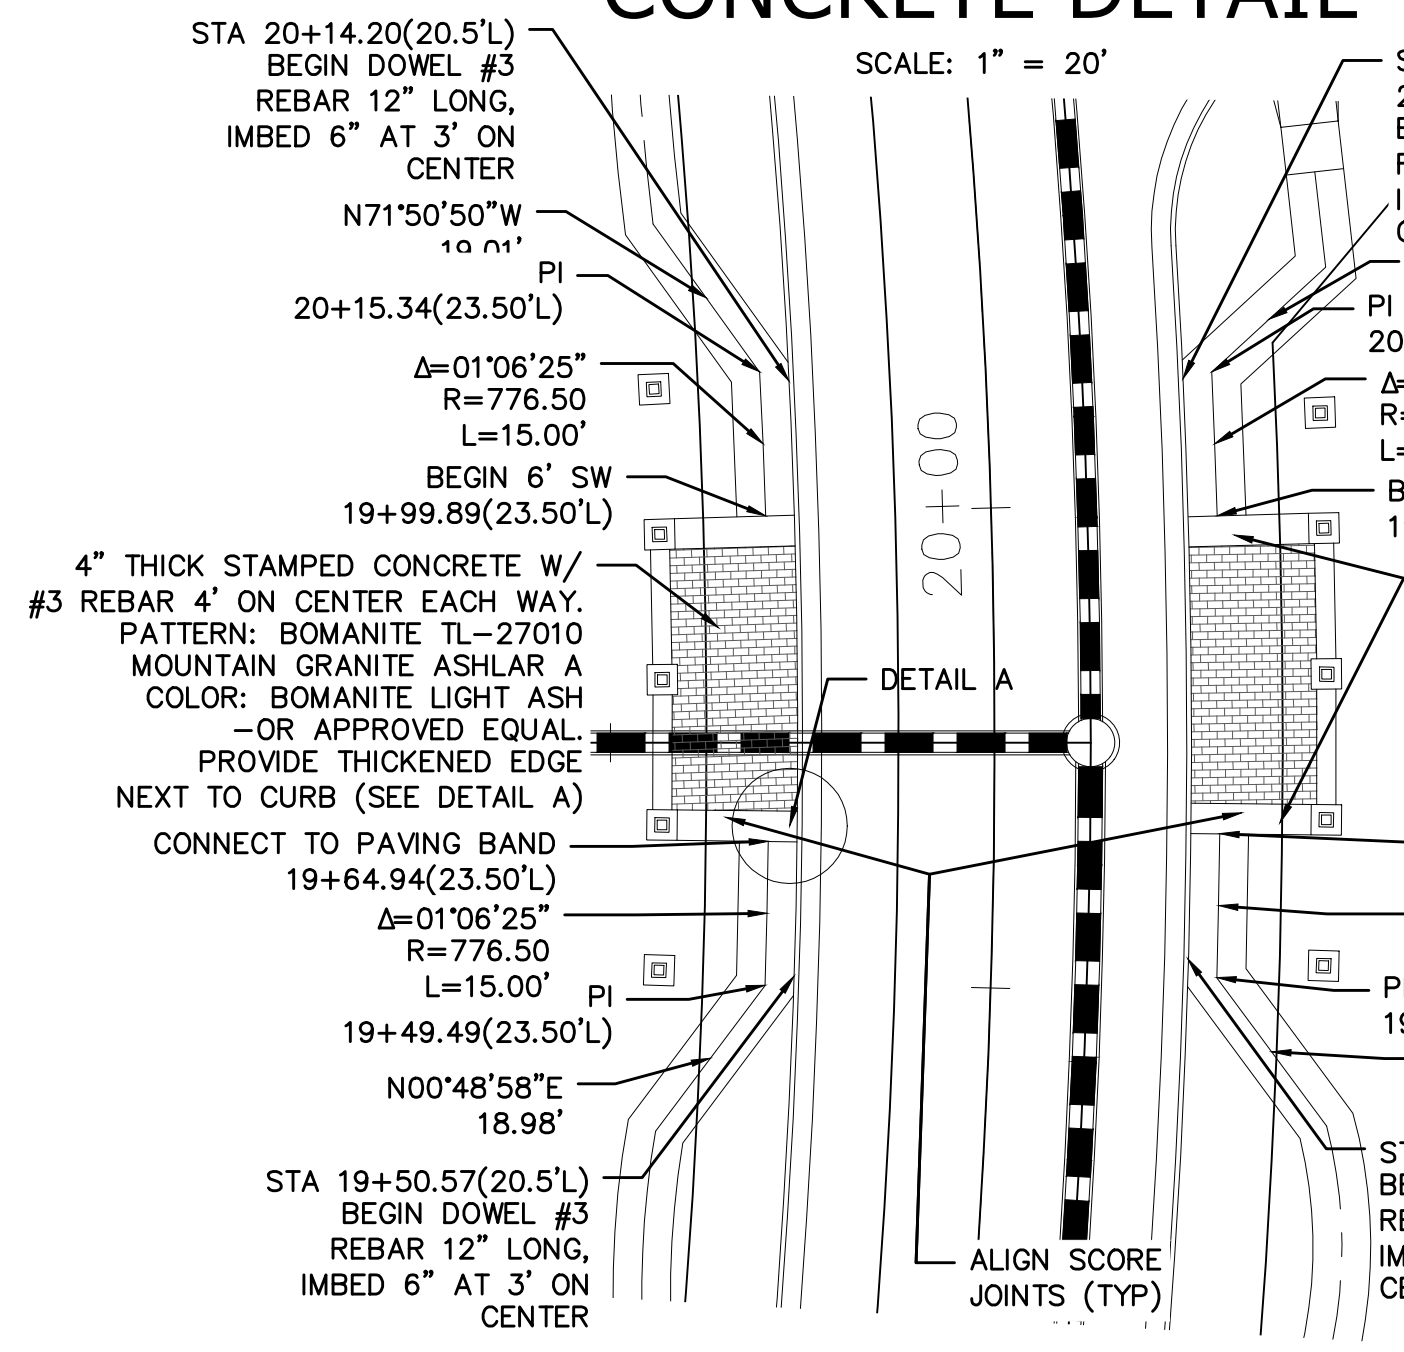 CONCRETE DETAIL
SCALE: 1" = 20'
STA 20+14.20(20.5'L)
BEGIN DOWEL #3
REBAR 12" LONG,
IMBED 6" AT 3' ON
CENTER
N71°50'50"W
19.01'
PI
20+15.34(23.50'L)
Δ=01°06'25"
R=776.50
L=15.00'
BEGIN 6' SW
19+99.89(23.50'L)
4" THICK STAMPED CONCRETE W/
#3 REBAR 4' ON CENTER EACH WAY.
PATTERN: BOMANITE TL-27010
MOUNTAIN GRANITE ASHLAR A
COLOR: BOMANITE LIGHT ASH
-OR APPROVED EQUAL.
PROVIDE THICKENED EDGE
NEXT TO CURB (SEE DETAIL A)
CONNECT TO PAVING BAND
19+64.94(23.50'L)
Δ=01°06'25"
R=776.50
L=15.00'
PI
19+49.49(23.50'L)
N00°48'58"E
18.98'
STA 19+50.57(20.5'L)
BEGIN DOWEL #3
REBAR 12" LONG,
IMBED 6" AT 3' ON
CENTER
20+00
DETAIL A
ALIGN SCORE
JOINTS (TYP)
PI
20
Δ=
R=
L=